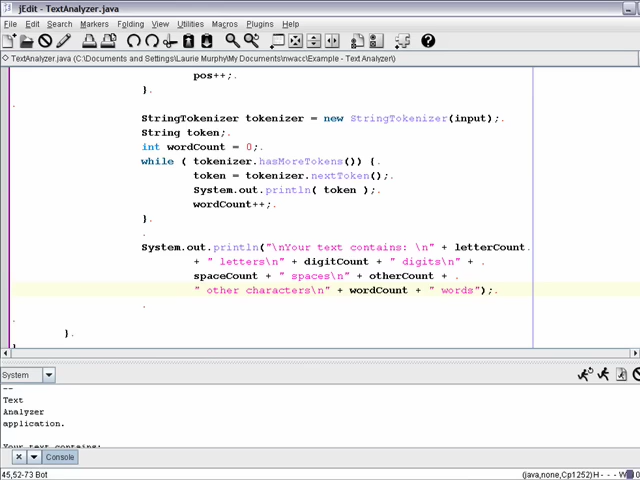 jEdit - TextAnalyzer.java
File Edit Search Markers Folding View Utilities Macros Plugins Help
TextAnalyzer.java (C:\Documents and Settings\Laurie Murphy\My Documents\nwacc\Example - Text Analyzer\)
pos++;.
}.
.
StringTokenizer tokenizer = new StringTokenizer(input);.
String token;.
int wordCount = 0;.
while ( tokenizer.hasMoreTokens()) {.
token = tokenizer.nextToken();.
System.out.println( token );.
wordCount++;.
}.
.
System.out.println("\nYour text contains: \n" + letterCount.
+ " letters\n" + digitCount + " digits\n" + .
spaceCount + " spaces\n" + otherCount + .
" other characters\n" + wordCount + " words");.
.
.
}.
System
--
Text
Analyzer
application.
Your text contains:
Console
45,52-73 Bot
(java,none,Cp1252)H - - - W